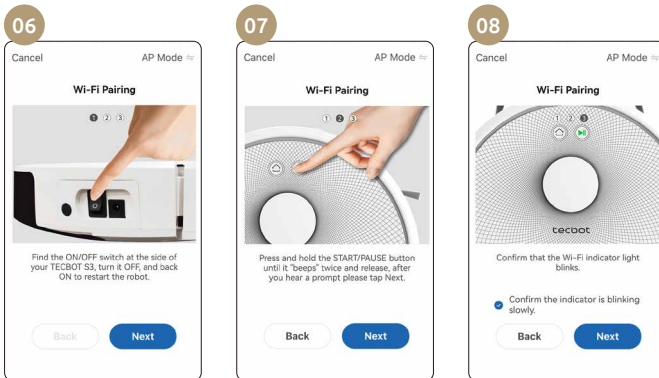 06
Cancel
AP Mode
Wi-Fi Pairing
1 2 3
Find the ON/OFF switch at the side of
your TECBOT S3, turn it OFF, and back
ON to restart the robot.
Back
Next
07
Cancel
AP Mode
Wi-Fi Pairing
1 2 3
Press and hold the START/PAUSE button
until it "beeps" twice and release, after
you hear a prompt please tap Next.
Back
Next
08
Cancel
AP Mode
Wi-Fi Pairing
1 2 3
tecbot
Confirm that the Wi-Fi indicator light
blinks.
Confirm the indicator is blinking
slowly.
Back
Next